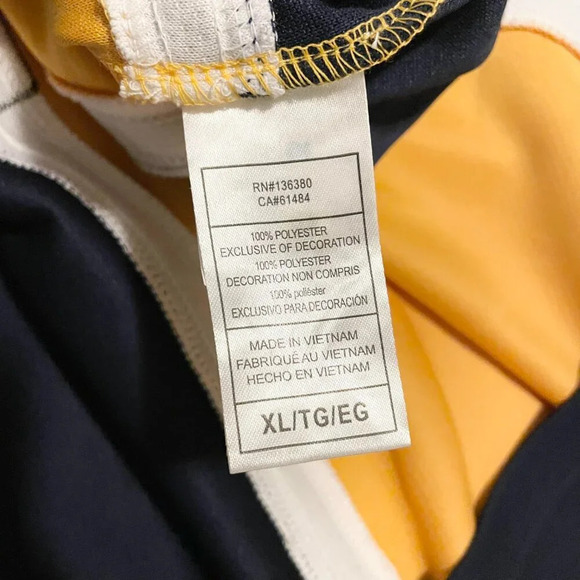 RN#136380
CA#61484
100% POLYESTER
EXCLUSIVE OF DECORATION
100% POLYESTER
DECORATION NON COMPRIS
100% poliéster
EXCLUSIVO PARA DECORACIÓN
MADE IN VIETNAM
FABRIQUÉ AU VIETNAM
HECHO EN VIETNAM
XL/TG/EG